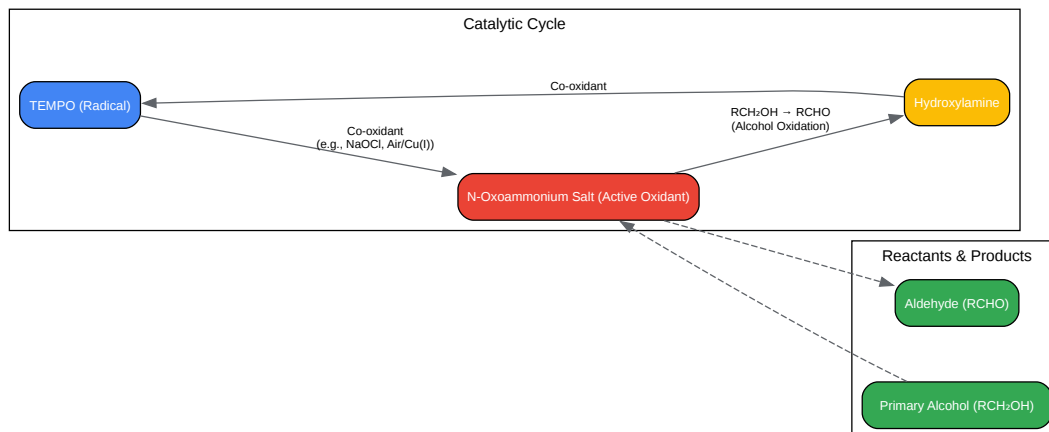 Catalytic Cycle
TEMPO (Radical)
Co-oxidant
Hydroxylamine
RCH₂OH → RCHO
(Alcohol Oxidation)
Co-oxidant
(e.g., NaOCl, Air/Cu(I))
N-Oxoammonium Salt (Active Oxidant)
Reactants & Products
Aldehyde (RCHO)
Primary Alcohol (RCH₂OH)